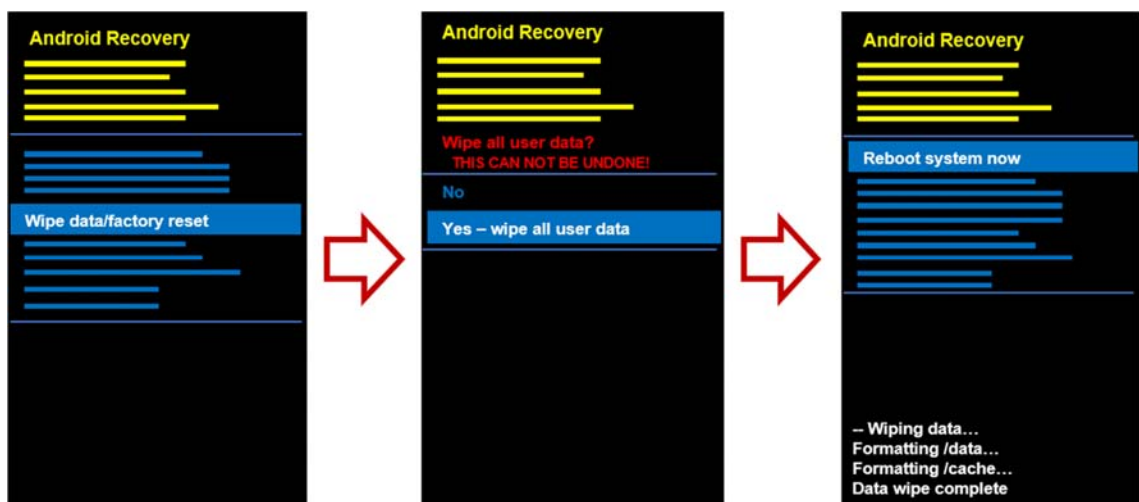 Android Recovery
Wipe data/factory reset
Android Recovery
Wipe all user data?
THIS CAN NOT BE UNDONE!
No
Yes – wipe all user data
Android Recovery
Reboot system now
-- Wiping data…
Formatting /data…
Formatting /cache…
Data wipe complete